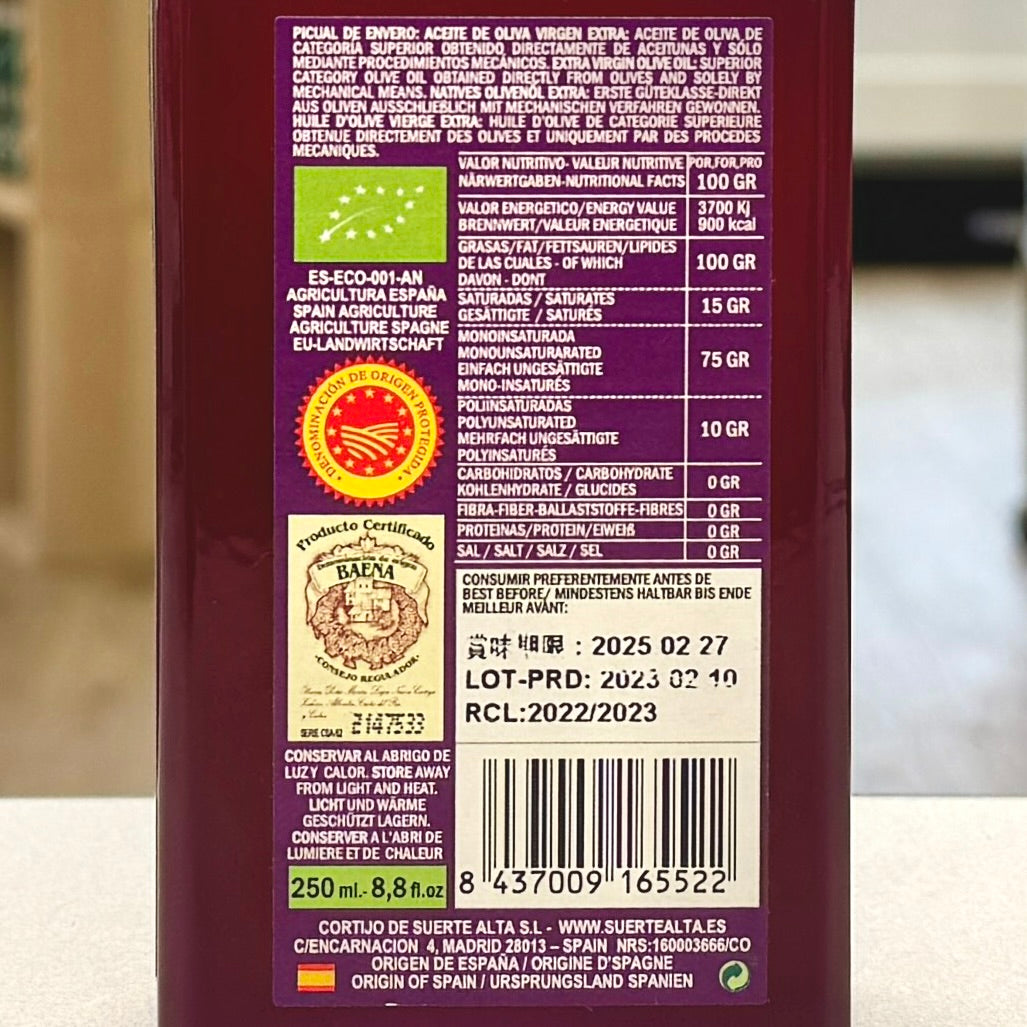 PICUAL DE ENVERO: ACEITE DE OLIVA VIRGEN EXTRA: ACEITE DE OLIVA DE
CATEGORÍA SUPERIOR OBTENIDO DIRECTAMENTE DE ACEITUNAS Y SÓLO
MEDIANTE PROCEDIMIENTOS MECÁNICOS. EXTRA VIRGIN OLIVE OIL: SUPERIOR
CATEGORY OLIVE OIL OBTAINED DIRECTLY FROM OLIVES AND SOLELY BY
MECHANICAL MEANS. NATIVES OLIVENÖL EXTRA: ERSTE GÜTEKLASSE-DIREKT
AUS OLIVEN AUSSCHLIEßLICH MIT MECHANISCHEN VERFAHREN GEWONNEN.
HUILE D'OLIVE VIERGE EXTRA: HUILE D'OLIVE DE CATEGORIE SUPERIEURE
OBTENUE DIRECTEMENT DES OLIVES ET UNIQUEMENT PAR DES PROCEDES
MECANIQUES.
ES-ECO-001-AN
AGRICULTURA ESPAÑA
SPAIN AGRICULTURE
AGRICULTURE SPAGNE
EU-LANDWIRTSCHAFT
DENOMINACIÓN DE ORIGEN PROTEGIDA
Producto Certificado
Denominación de origen
BAENA
CONSEJO REGULADOR
2147533
CONSERVAR AL ABRIGO DE
LUZ Y CALOR. STORE AWAY
FROM LIGHT AND HEAT.
LICHT UND WÄRME
GESCHÜTZT LAGERN.
CONSERVER A L'ABRI DE
LUMIERE ET DE CHALEUR
250 ml.- 8,8 fl.oz
VALOR NUTRITIVO- VALEUR NUTRITIVE POR.FOR.PRO
NÄRWERTGABEN-NUTRITIONAL FACTS 100 GR
VALOR ENERGETICO/ENERGY VALUE 3700 Kj
BRENNWERT/VALEUR ENERGETIQUE 900 kcal
GRASAS/FAT/FETTSAUREN/LIPIDES
DE LAS CUALES - OF WHICH 100 GR
DAVON - DONT
SATURADAS / SATURATES 15 GR
GESÄTTIGTE / SATURÉS
MONOINSATURADA
MONOUNSATURARATED 75 GR
EINFACH UNGESÄTTIGTE
MONO-INSATURÉS
POLIINSATURADAS
POLYUNSATURATED 10 GR
MEHRFACH UNGESÄTTIGTE
POLYINSATURÉS
CARBOHIDRATOS / CARBOHYDRATE 0 GR
KOHLENHYDRATE / GLUCIDES
FIBRA-FIBER-BALLASTSTOFFE-FIBRES 0 GR
PROTEINAS/PROTEIN/EIWEIß 0 GR
SAL / SALT / SALZ / SEL 0 GR
CONSUMIR PREFERENTEMENTE ANTES DE
BEST BEFORE/ MINDESTENS HALTBAR BIS ENDE
MEILLEUR AVANT:
賞味期限 : 2025 02 27
LOT-PRD: 2023 02 10
RCL:2022/2023
8 437009 165522
CORTIJO DE SUERTE ALTA S.L - WWW.SUERTEALTA.ES
C/ENCARNACION 4, MADRID 28013 – SPAIN NRS:160003666/CO
ORIGEN DE ESPAÑA / ORIGINE D'SPAGNE
ORIGIN OF SPAIN / URSPRUNGSLAND SPANIEN